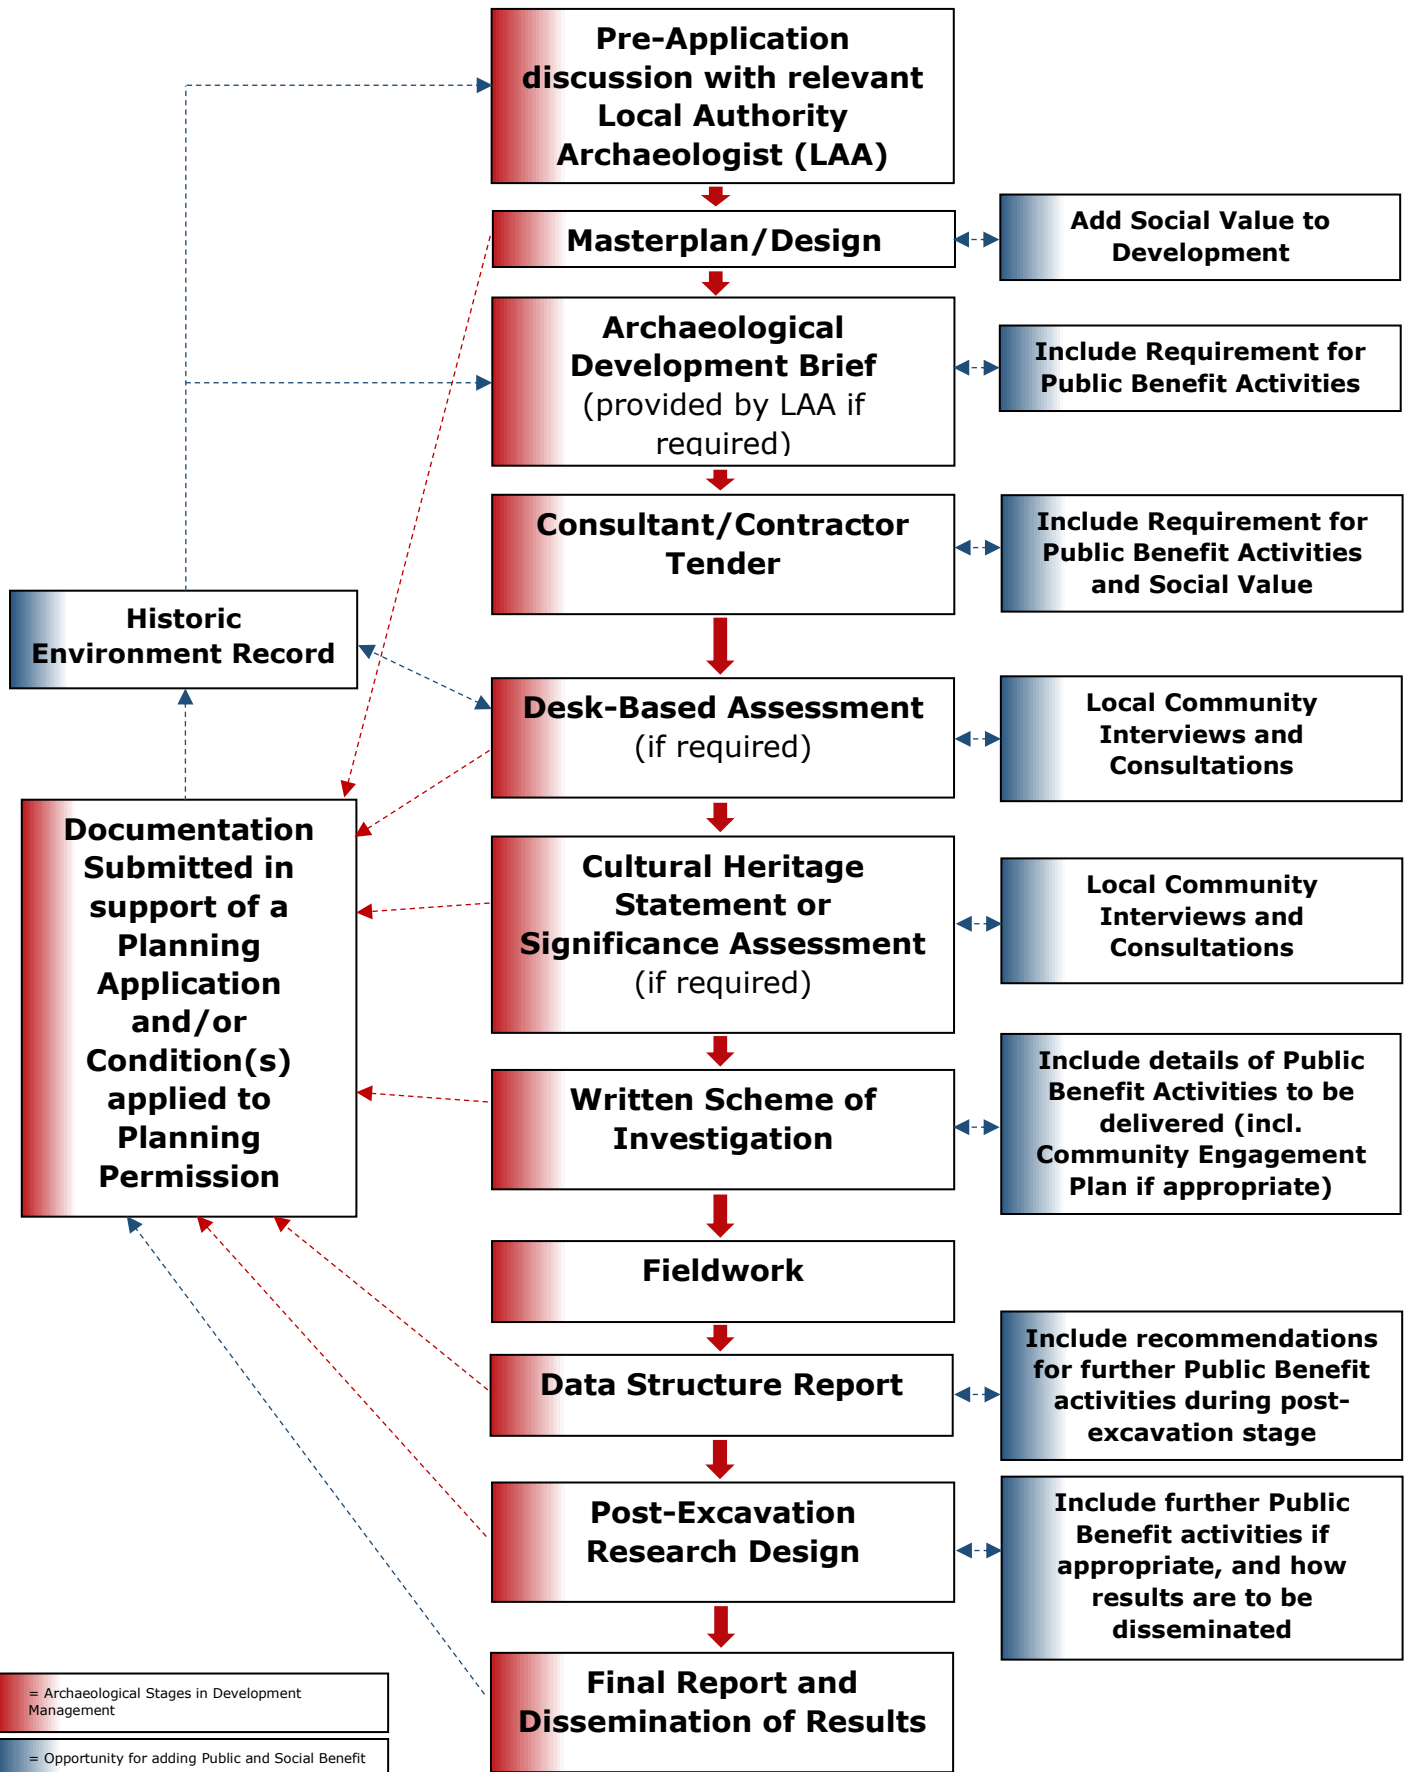 Pre-Application
discussion with relevant
Local Authority
Archaeologist (LAA)
Masterplan/Design
Add Social Value to
Development
Archaeological
Development Brief
(provided by LAA if
required)
Include Requirement for
Public Benefit Activities
Consultant/Contractor
Tender
Include Requirement for
Public Benefit Activities
and Social Value
Historic
Environment Record
Desk-Based Assessment
(if required)
Local Community
Interviews and
Consultations
Documentation
Submitted in
support of a
Planning
Application
and/or
Condition(s)
applied to
Planning
Permission
Cultural Heritage
Statement or
Significance Assessment
(if required)
Local Community
Interviews and
Consultations
Written Scheme of
Investigation
Include details of Public
Benefit Activities to be
delivered (incl.
Community Engagement
Plan if appropriate)
Fieldwork
Data Structure Report
Include recommendations
for further Public Benefit
activities during post-
excavation stage
Post-Excavation
Research Design
Include further Public
Benefit activities if
appropriate, and how
results are to be
disseminated
Final Report and
Dissemination of Results
= Archaeological Stages in Development
Management
= Opportunity for adding Public and Social Benefit